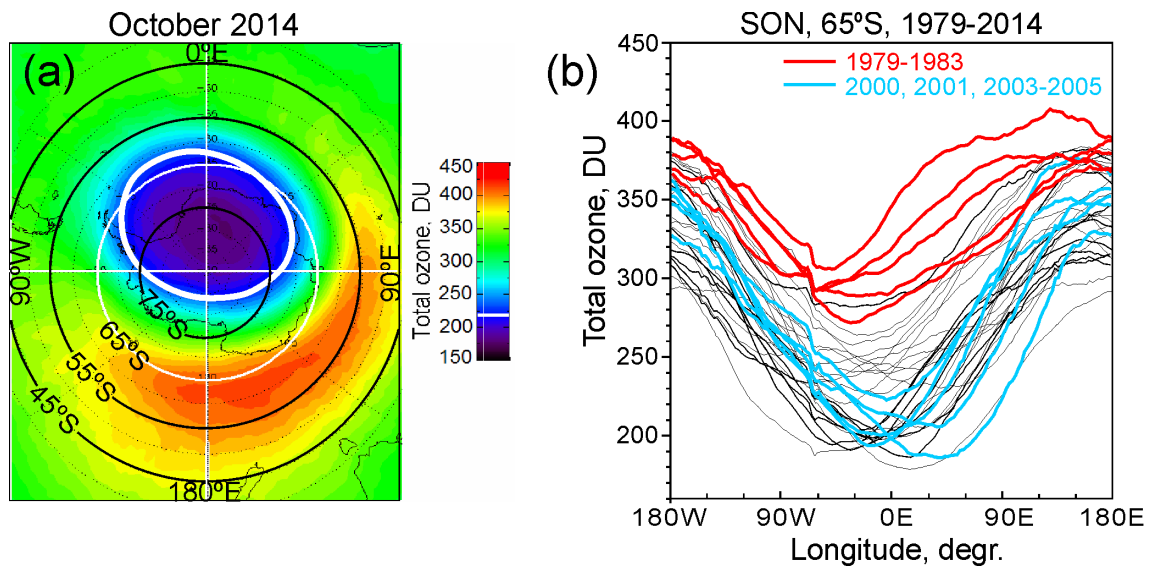 October 2014
(a)
0ºE
90ºW
90ºE
75ºS
65ºS
55ºS
45ºS
180ºE
Total ozone, DU
450
400
350
300
250
200
150
SON, 65ºS, 1979-2014
(b)
1979-1983
2000, 2001, 2003-2005
Total ozone, DU
450
400
350
300
250
200
180W
90W
0E
90E
180E
Longitude, degr.